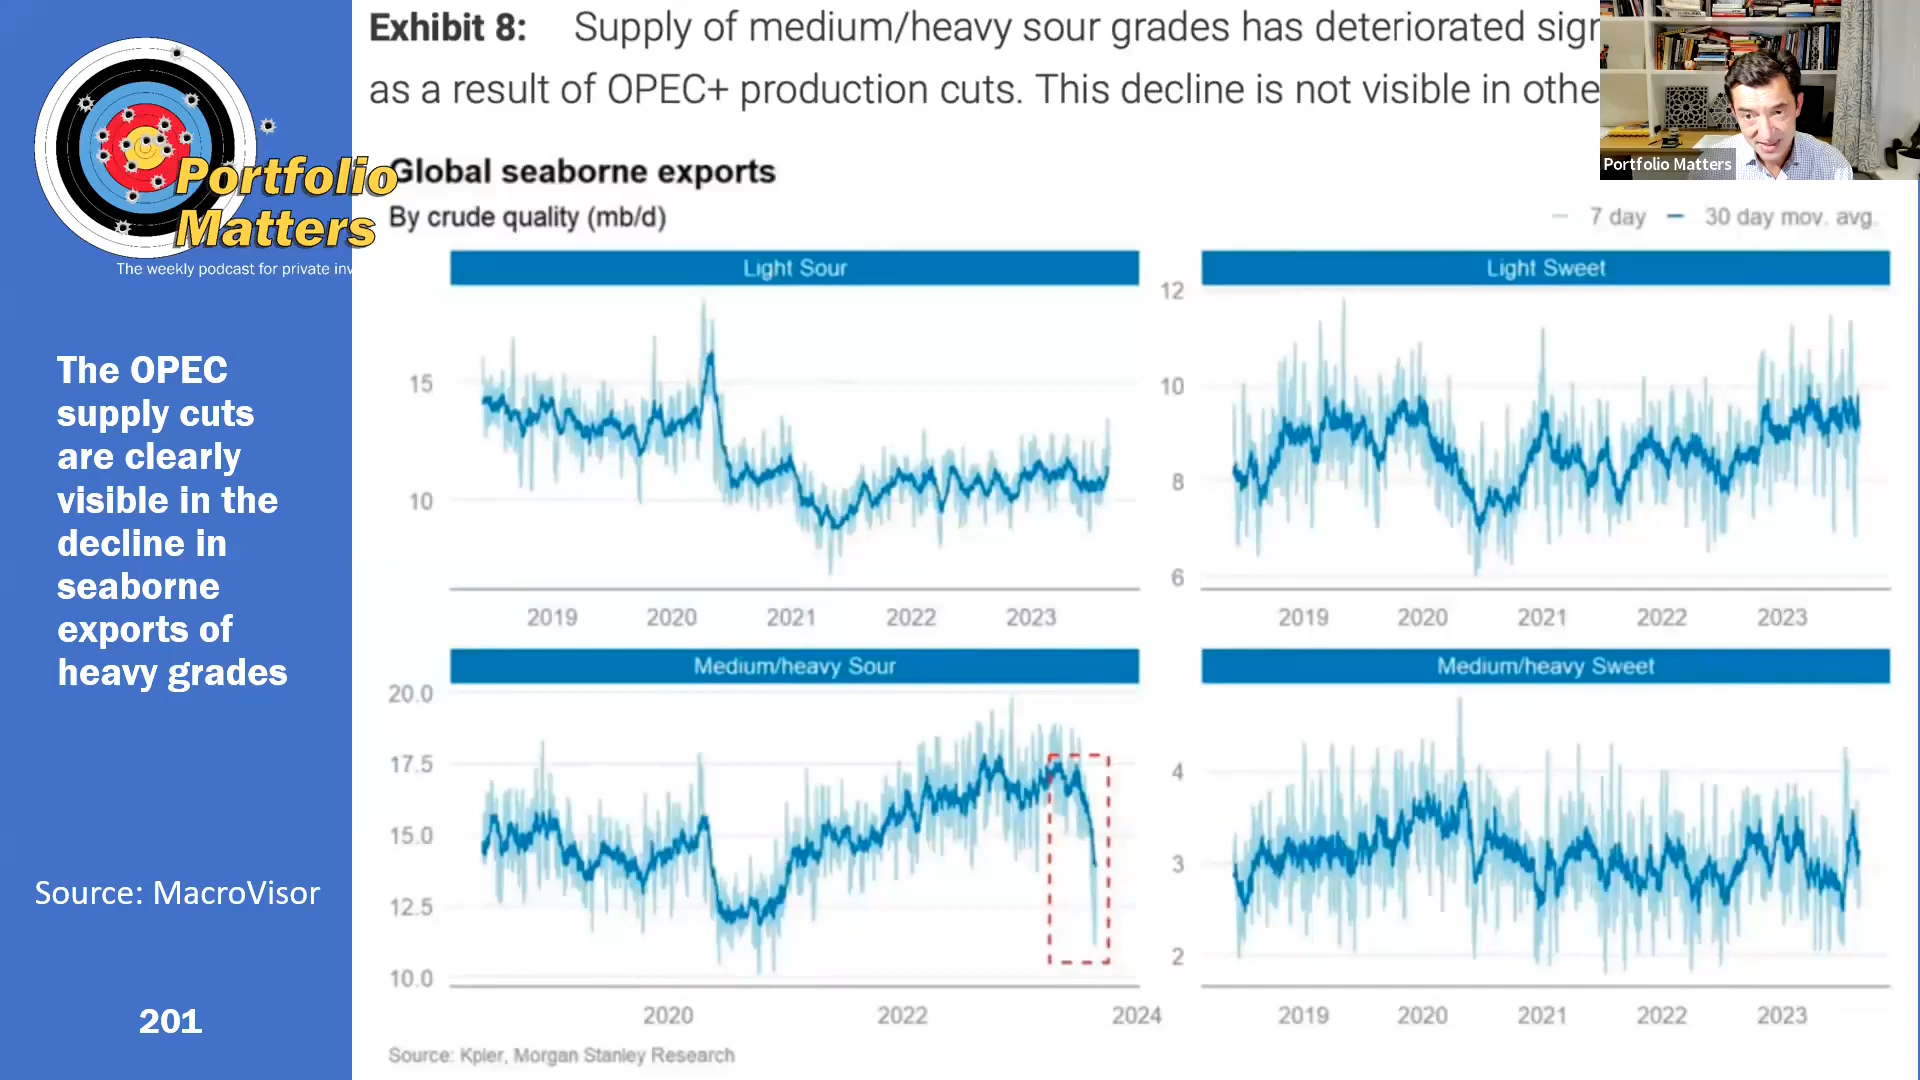 Exhibit 8: Supply of medium/heavy sour grades has deteriorated
as a result of OPEC+ production cuts. This decline is not visible in
Portfolio Matters
Portfolio
Matters
The weekly podcast for private
Global seaborne exports
By crude quality (mb/d)
7 day 30 day mov. avg.
The OPEC
supply cuts
are clearly
visible in the
decline in
seaborne
exports of
heavy grades
Source: MacroVisor
201
Light Sour
15
10
2019 2020 2021 2022 2023
Light Sweet
12
10
8
6
2019 2020 2021 2022 2023
Medium/heavy Sour
20.0
17.5
15.0
12.5
10.0
2020 2022 2024
Medium/heavy Sweet
4
3
2
2019 2020 2021 2022 2023
Source: Kpler, Morgan Stanley Research